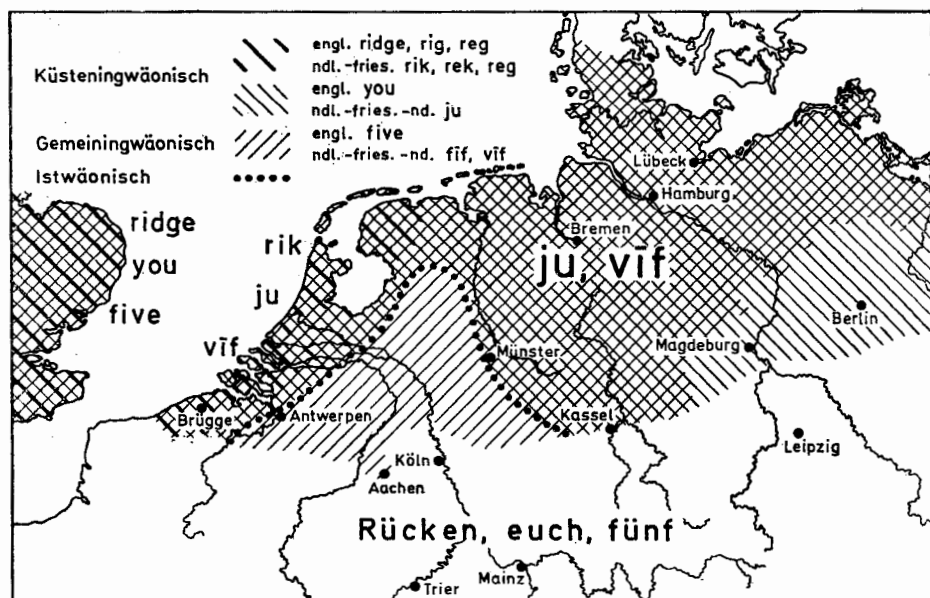 Küsteningwäonisch
engl. ridge, rig, reg
ndl.-fries. rik, rek, reg
engl. you
ndl.-fries.-nd. ju
Gemeiningwäonisch
engl. five
ndl.-fries.-nd. fīf, vīf
Istwäonisch
Lübeck
Hamburg
Bremen
ridge
you
five
rik
ju
vīf
ju, vīf
Berlin
Magdeburg
Münster
Brügge
Antwerpen
Kassel
Leipzig
Köln
Aachen
Rücken, euch, fünf
Mainz
Trier